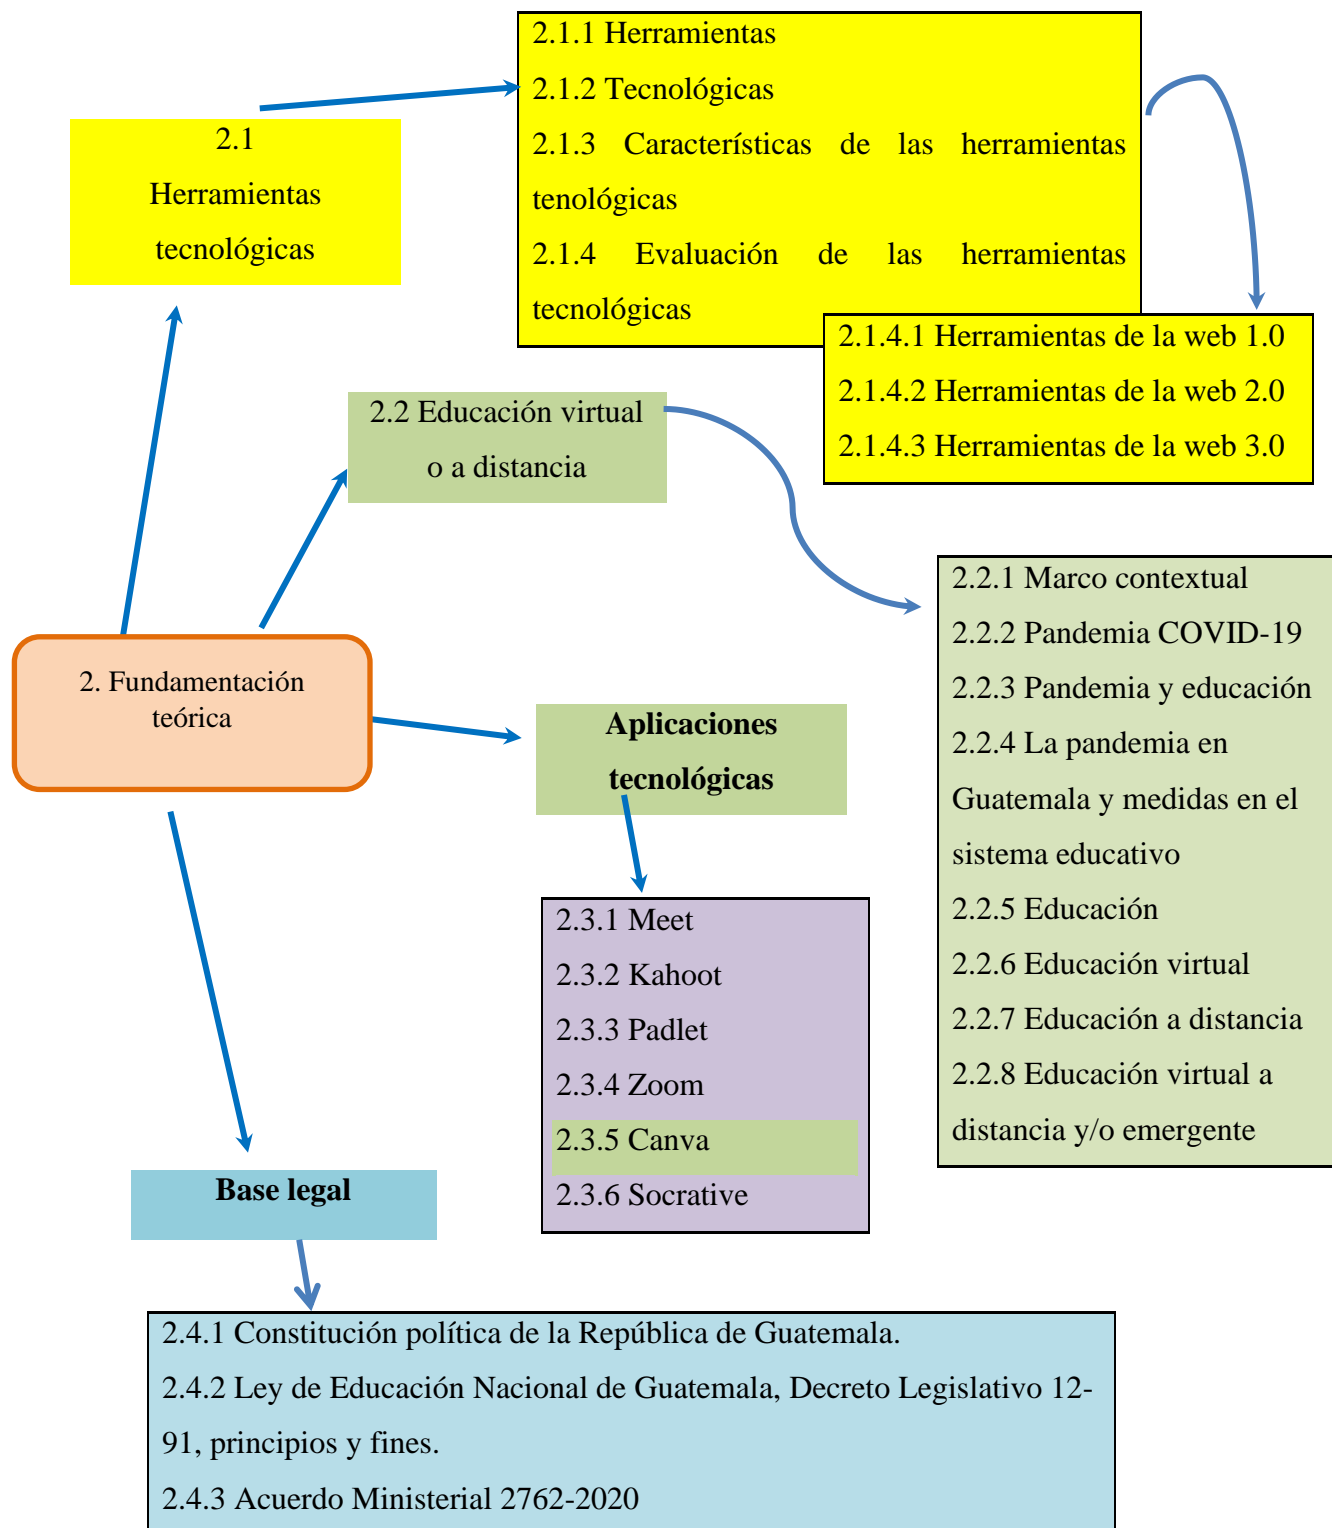 2.1.1 Herramientas
2.1.2 Tecnológicas
2.1.3 Características de las herramientas
tenológicas
2.1.4 Evaluación de las herramientas
tecnológicas
2.1
Herramientas
tecnológicas
2.1.4.1 Herramientas de la web 1.0
2.1.4.2 Herramientas de la web 2.0
2.1.4.3 Herramientas de la web 3.0
2.2 Educación virtual
o a distancia
2.2.1 Marco contextual
2.2.2 Pandemia COVID-19
2.2.3 Pandemia y educación
2.2.4 La pandemia en
Guatemala y medidas en el
sistema educativo
2.2.5 Educación
2.2.6 Educación virtual
2.2.7 Educación a distancia
2.2.8 Educación virtual a
distancia y/o emergente
2. Fundamentación
teórica
Aplicaciones
tecnológicas
2.3.1 Meet
2.3.2 Kahoot
2.3.3 Padlet
2.3.4 Zoom
2.3.5 Canva
2.3.6 Socrative
Base legal
2.4.1 Constitución política de la República de Guatemala.
2.4.2 Ley de Educación Nacional de Guatemala, Decreto Legislativo 12-
91, principios y fines.
2.4.3 Acuerdo Ministerial 2762-2020